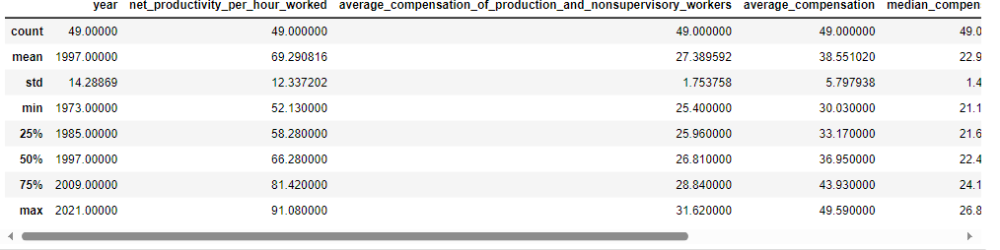 year net_productivity_per_hour_worked average_compensation_of_production_and_nonsupervisory_workers average_compensation median_compen
count 49.00000 49.000000 49.000000 49.000000 49.0
mean 1997.00000 69.290816 27.389592 38.551020 22.9
std 14.28869 12.337202 1.753758 5.797938 1.4
min 1973.00000 52.130000 25.400000 30.030000 21.1
25% 1985.00000 58.280000 25.960000 33.170000 21.6
50% 1997.00000 66.280000 26.810000 36.950000 22.4
75% 2009.00000 81.420000 28.840000 43.930000 24.1
max 2021.00000 91.080000 31.620000 49.590000 26.8